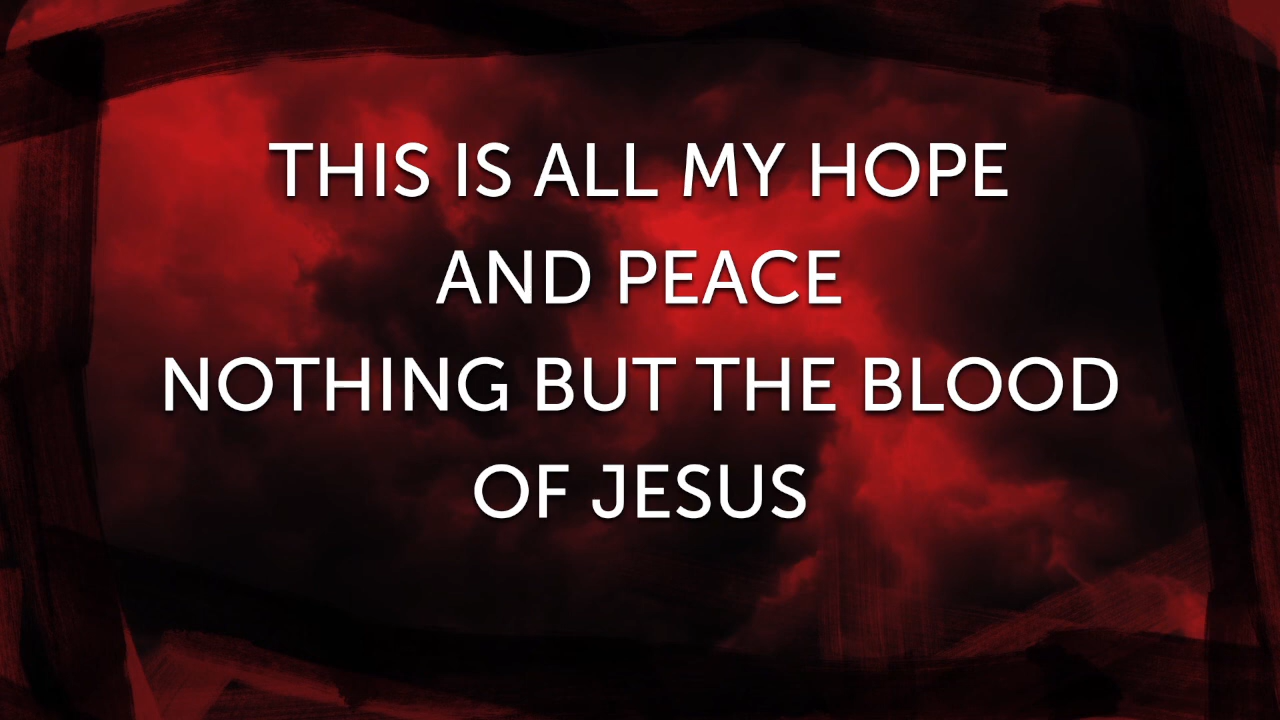 THIS IS ALL MY HOPE
AND PEACE
NOTHING BUT THE BLOOD
OF JESUS